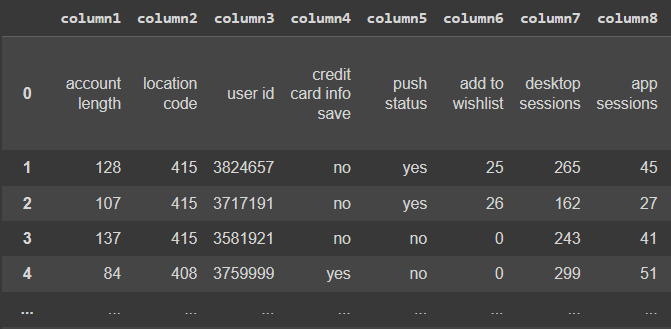 column1 column2 column3 column4 column5 column6 column7 column8
0 account length location code user id credit card info save push status add to wishlist desktop sessions app sessions
1 128 415 3824657 no yes 25 265 45
2 107 415 3717191 no yes 26 162 27
3 137 415 3581921 no no 0 243 41
4 84 408 3759999 yes no 0 299 51
... ... ... ... ... ... ... ... ...